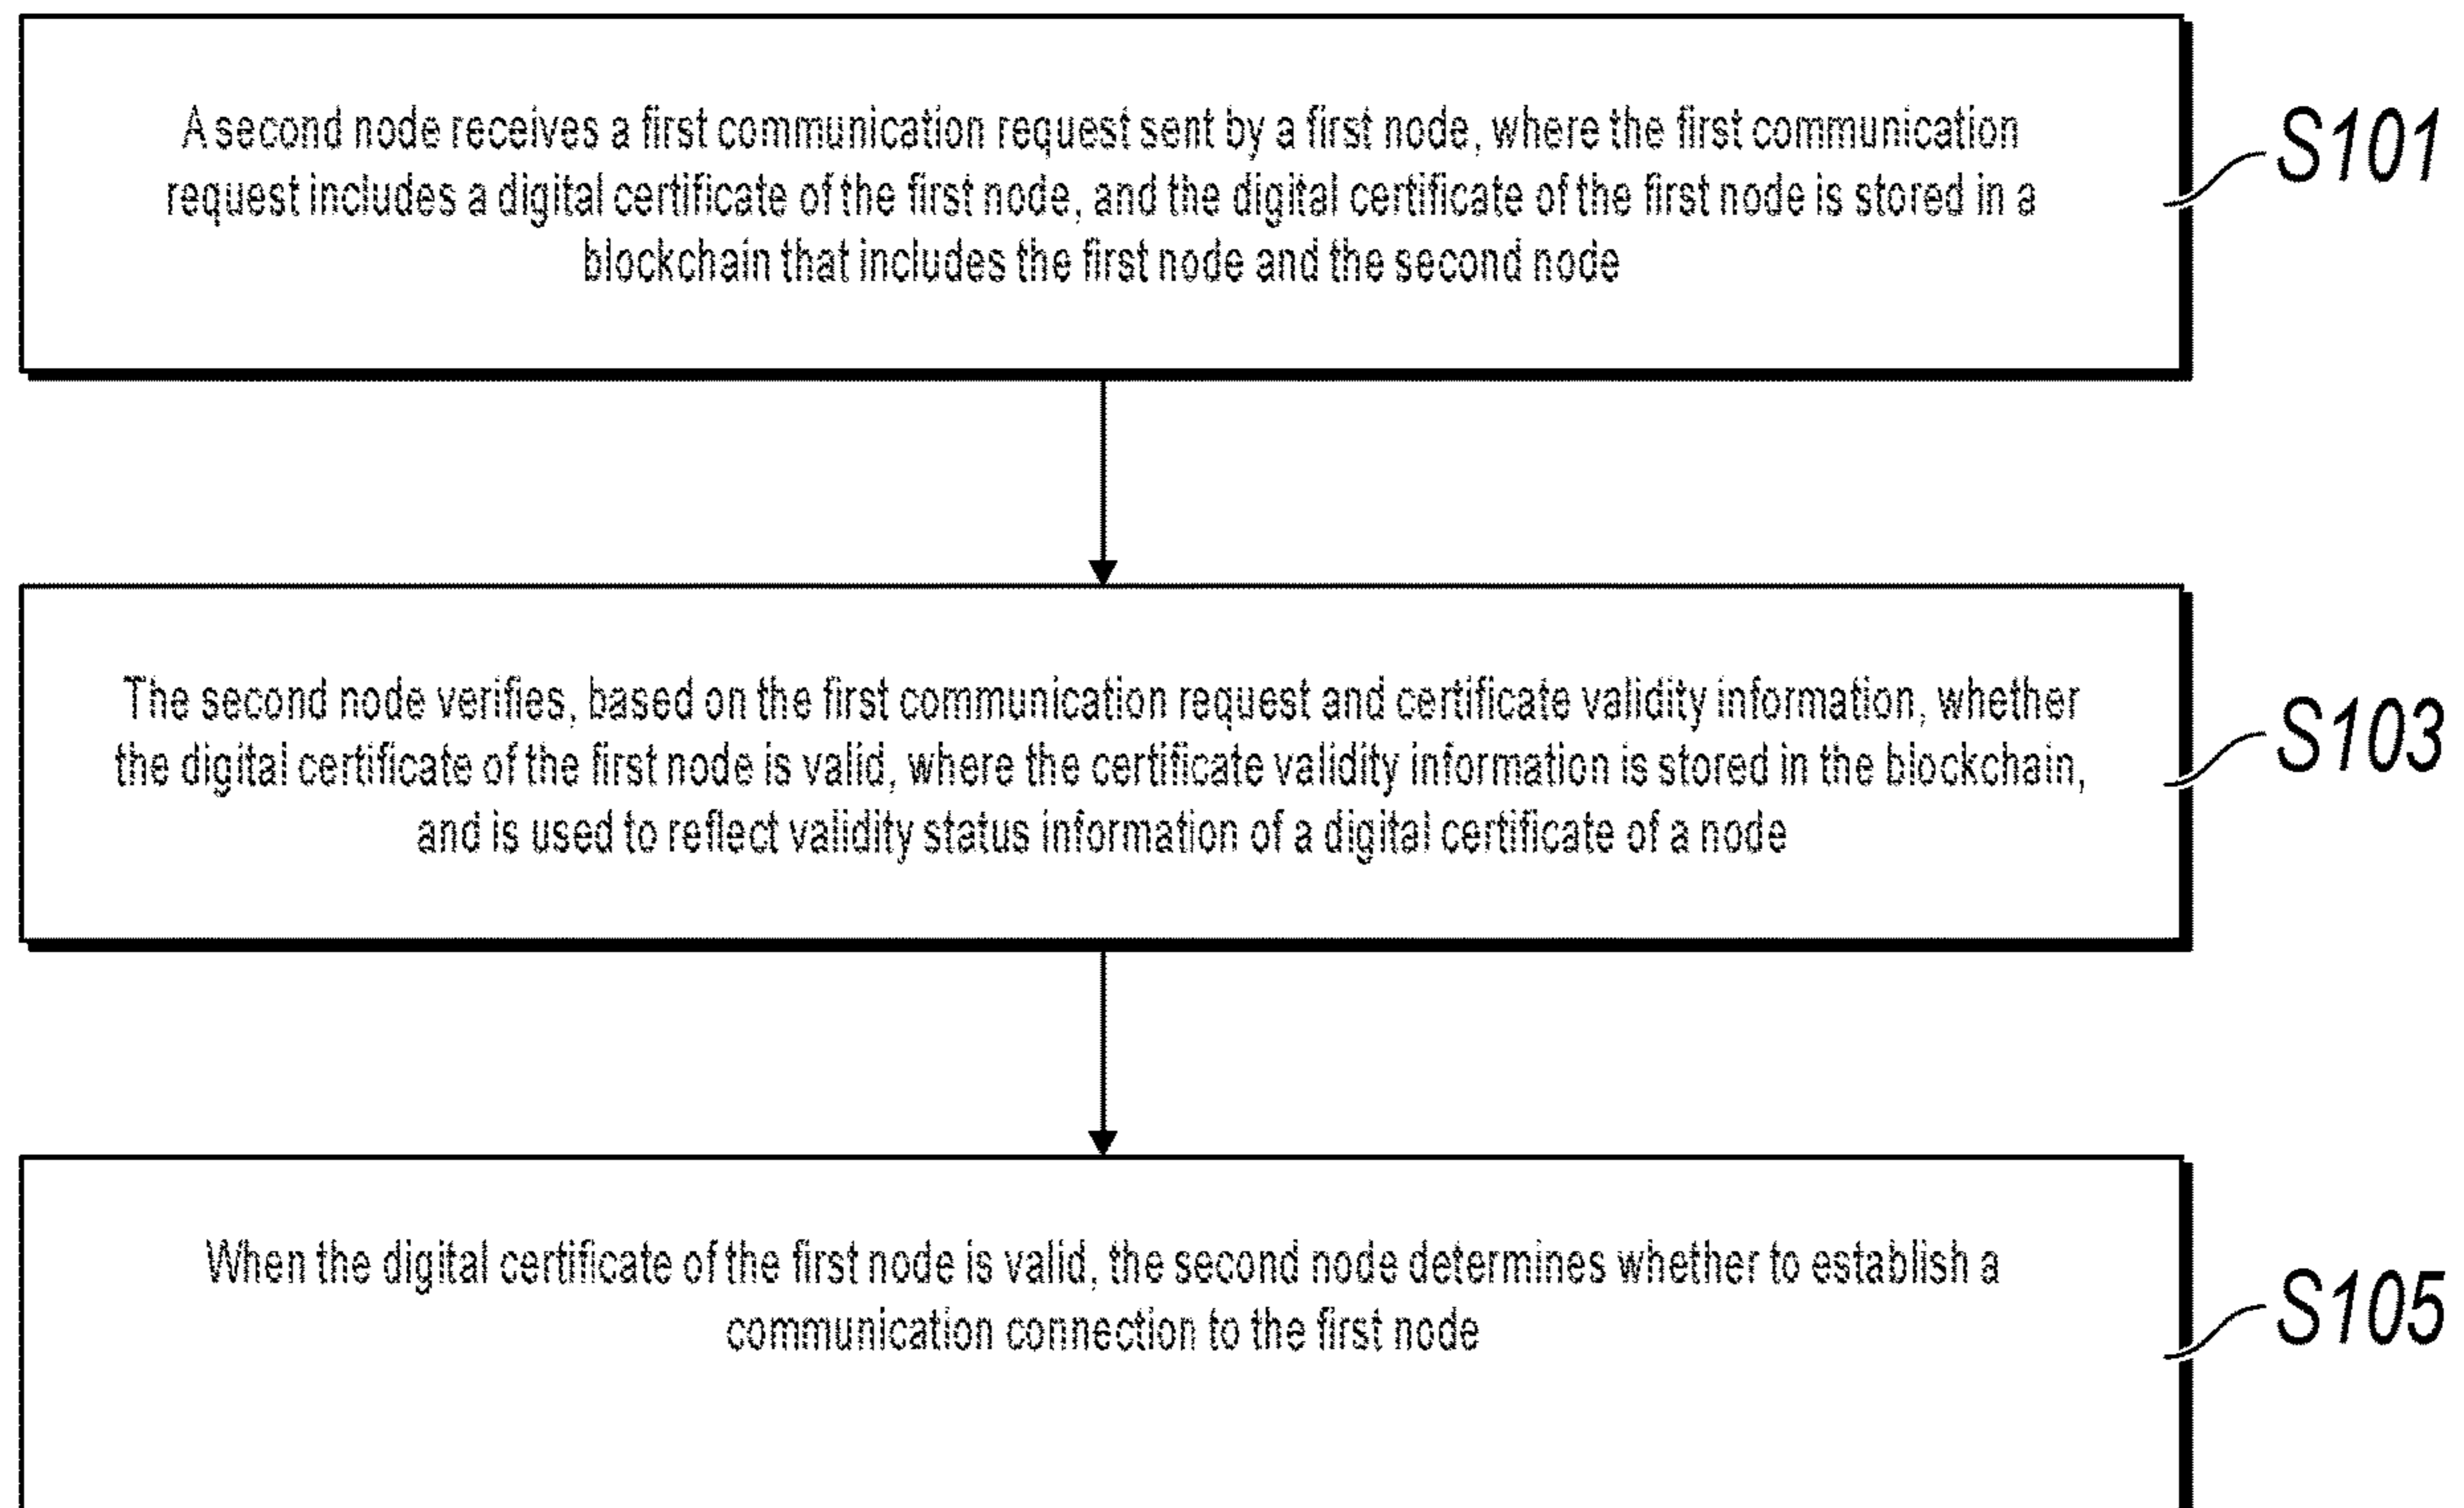 A second node receives a first communication request sent by a first node, where the first communication
request includes a digital certificate of the first node, and the digital certificate of the first node is stored in a
blockchain that includes the first node and the second node
S101
The second node verifies, based on the first communication request and certificate validity information, whether
the digital certificate of the first node is valid, where the certificate validity information is stored in the blockchain,
and is used to reflect validity status information of a digital certificate of a node
S103
When the digital certificate of the first node is valid, the second node determines whether to establish a
communication connection to the first node
S105